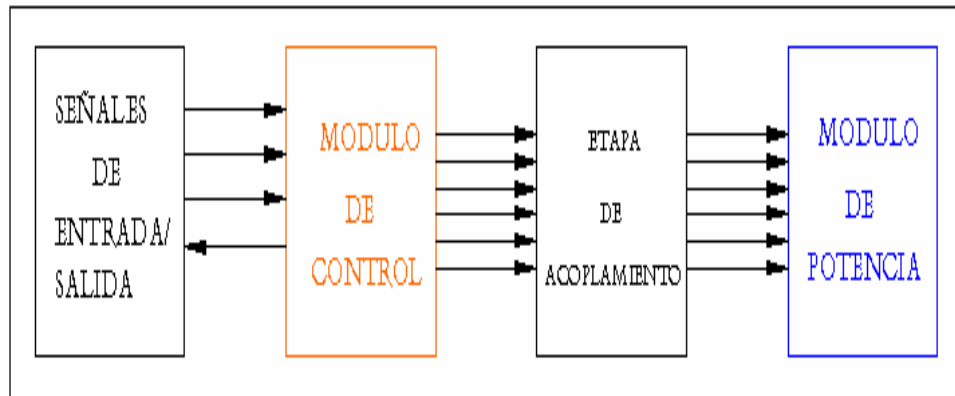 SEÑALES
DE
ENTRADA/
SALIDA
MODULO
DE
CONTROL
ETAPA
DE
ACOPLAMIENTO
MODULO
DE
POTENCIA